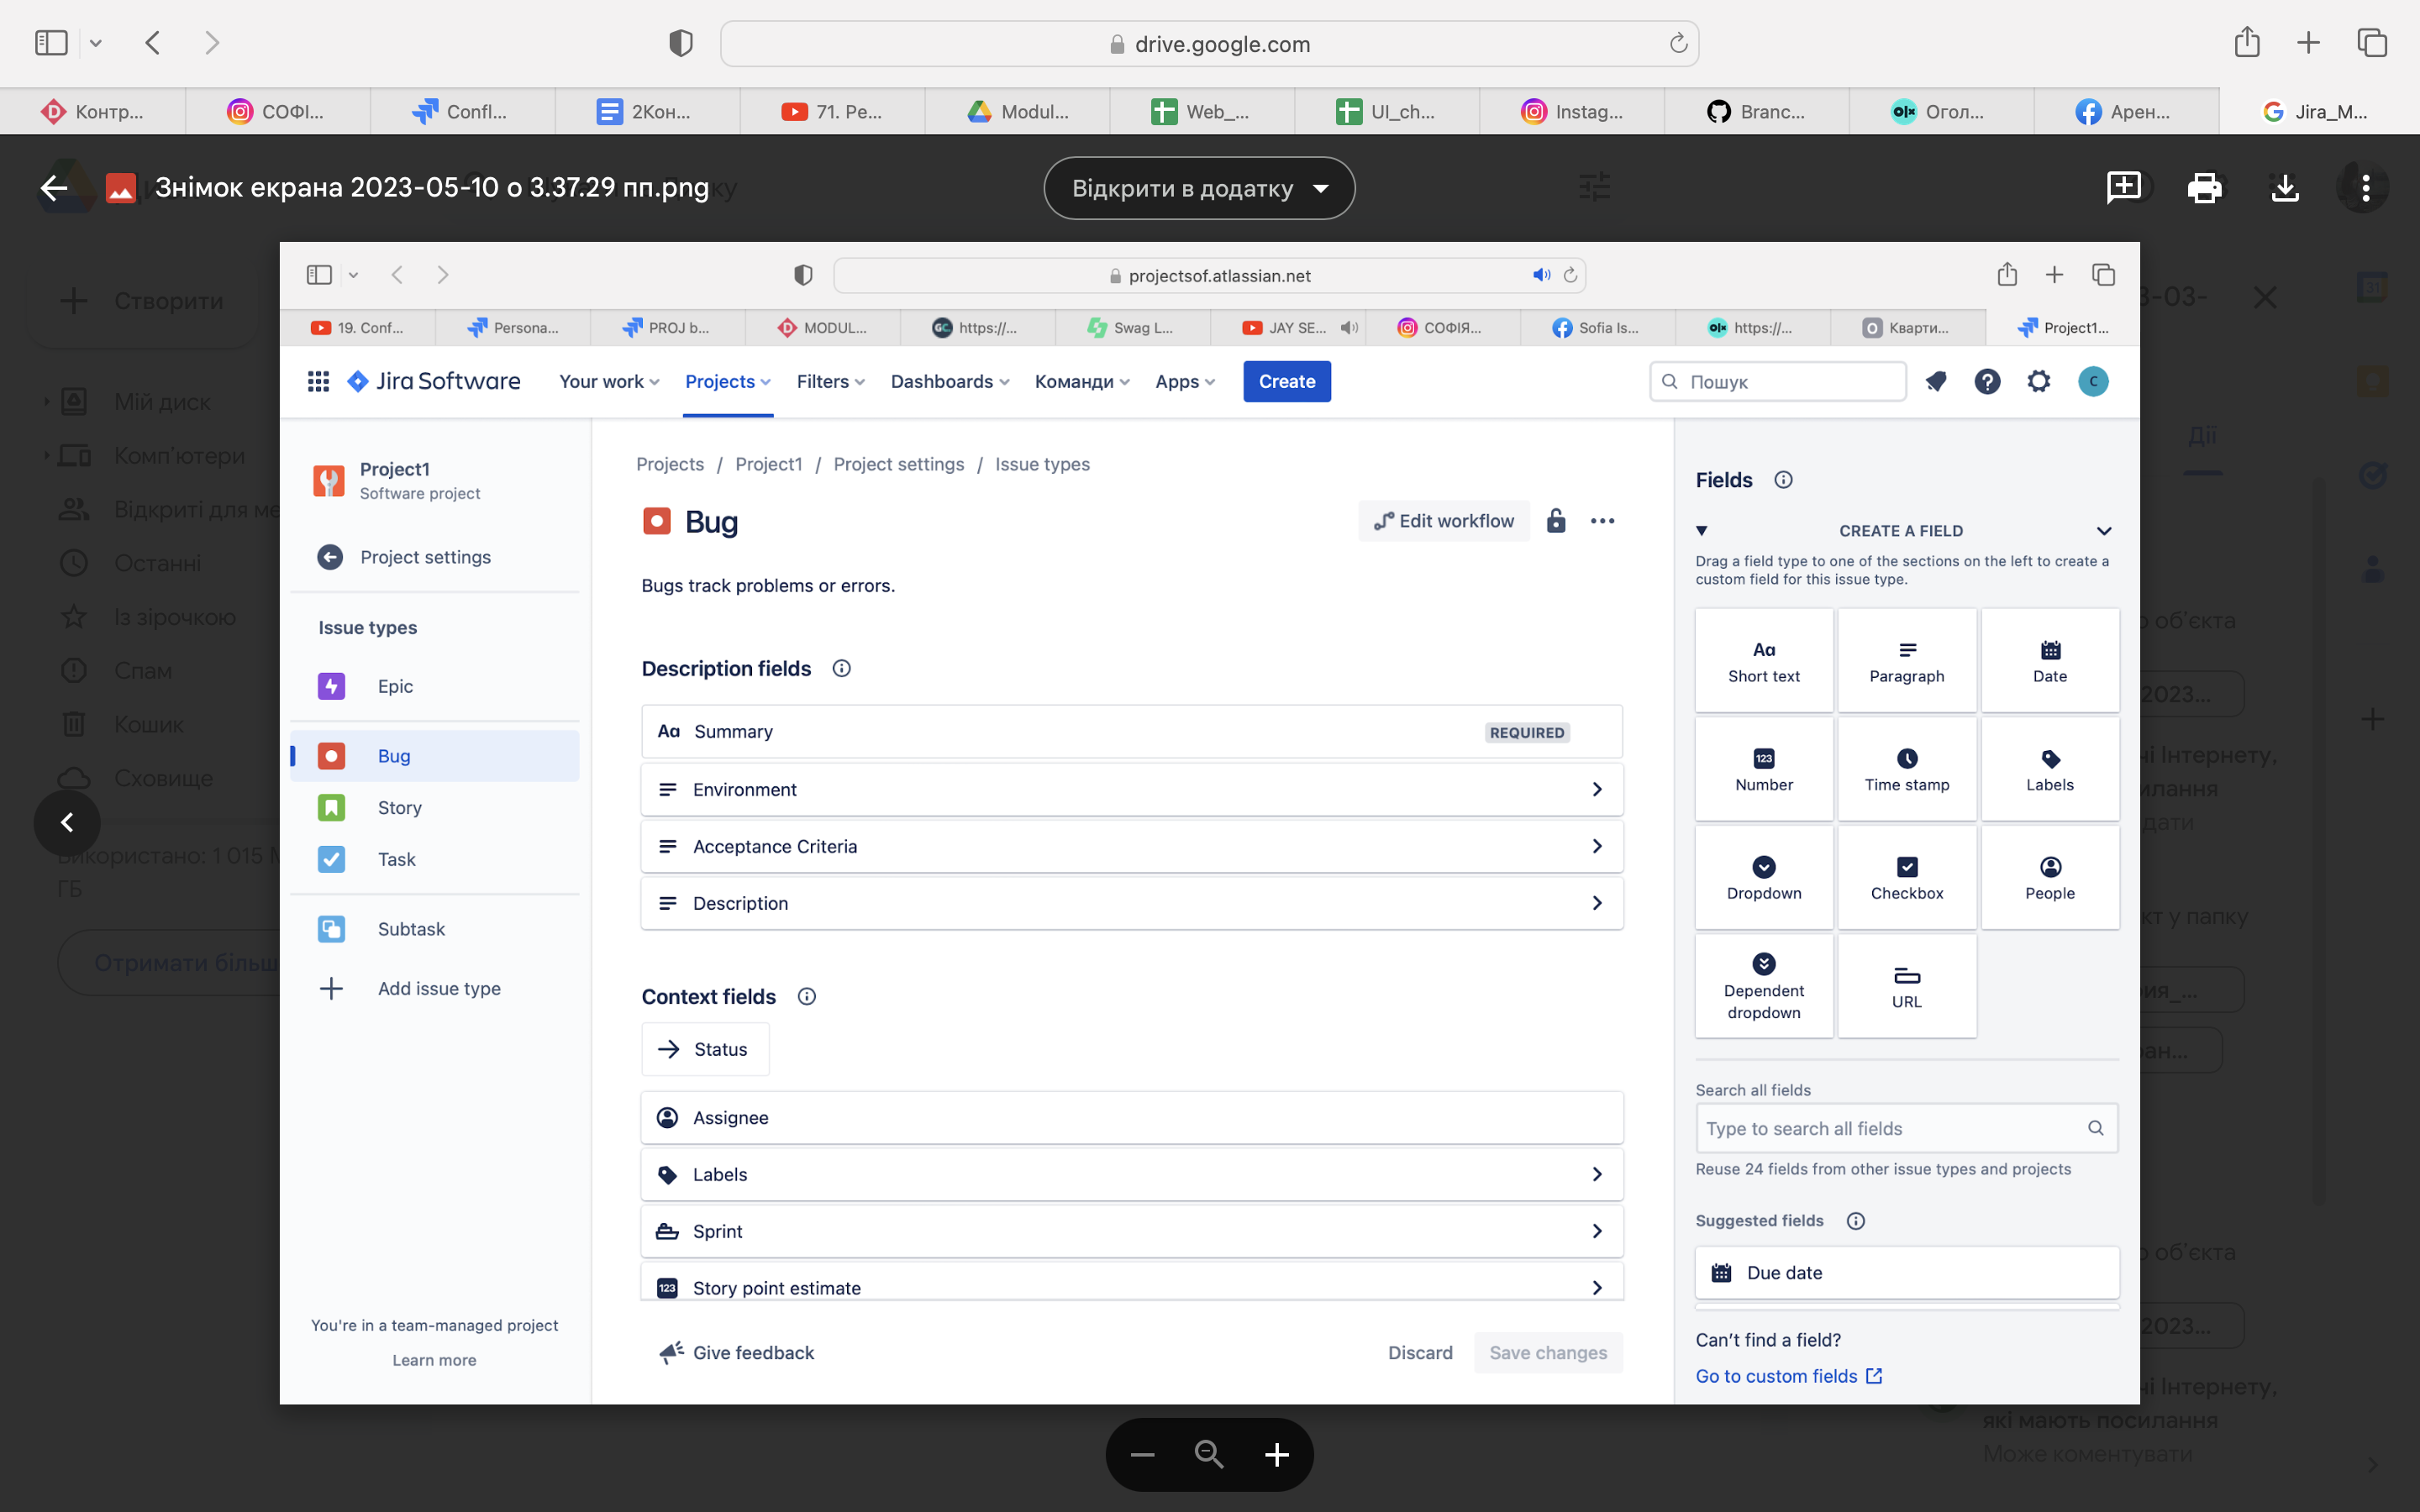 drive.google.com
Контр...
СОФІ...
Confl...
2Кон...
71. Ре...
Modul...
Web_...
UI_ch...
Instag...
Branc...
Огол...
Арен...
Jira_M...
Знімок екрана 2023-05-10 о 3.37.29 пп.png
Відкрити в додатку
Створити
Мій диск
Комп'ютери
Відкриті для ме
Останні
Із зірочкою
Спам
Кошик
Сховище
Використано: 1 015 М
ГБ
Отримати більш
projectsof.atlassian.net
19. Conf...
Persona...
PROJ b...
MODUL...
https://...
Swag L...
JAY SE...
СОФІЯ...
Sofia Is...
https://...
Кварти...
Project1...
Jira Software
Your work
Projects
Filters
Dashboards
Команди
Apps
Create
Пошук
C
Project1
Software project
Project settings
Issue types
Epic
Bug
Story
Task
Subtask
Add issue type
You're in a team-managed project
Learn more
Projects / Project1 / Project settings / Issue types
Bug
Edit workflow
Bugs track problems or errors.
Description fields
Aa Summary REQUIRED
Environment
Acceptance Criteria
Description
Context fields
Status
Assignee
Labels
Sprint
123 Story point estimate
Give feedback
Discard
Save changes
Fields
CREATE A FIELD
Drag a field type to one of the sections on the left to create a
custom field for this issue type.
Aa
Short text
Paragraph
Date
123
Number
Time stamp
Labels
Dropdown
Checkbox
People
Dependent
dropdown
URL
Search all fields
Type to search all fields
Reuse 24 fields from other issue types and projects
Suggested fields
Due date
Can't find a field?
Go to custom fields
3-03-
Дії
о об'єкта
2023...
і Інтернету,
илання
дати
кт у папку
ия_...
ран...
о об'єкта
2023...
і Інтернету,
які мають посилання
Може коментувати